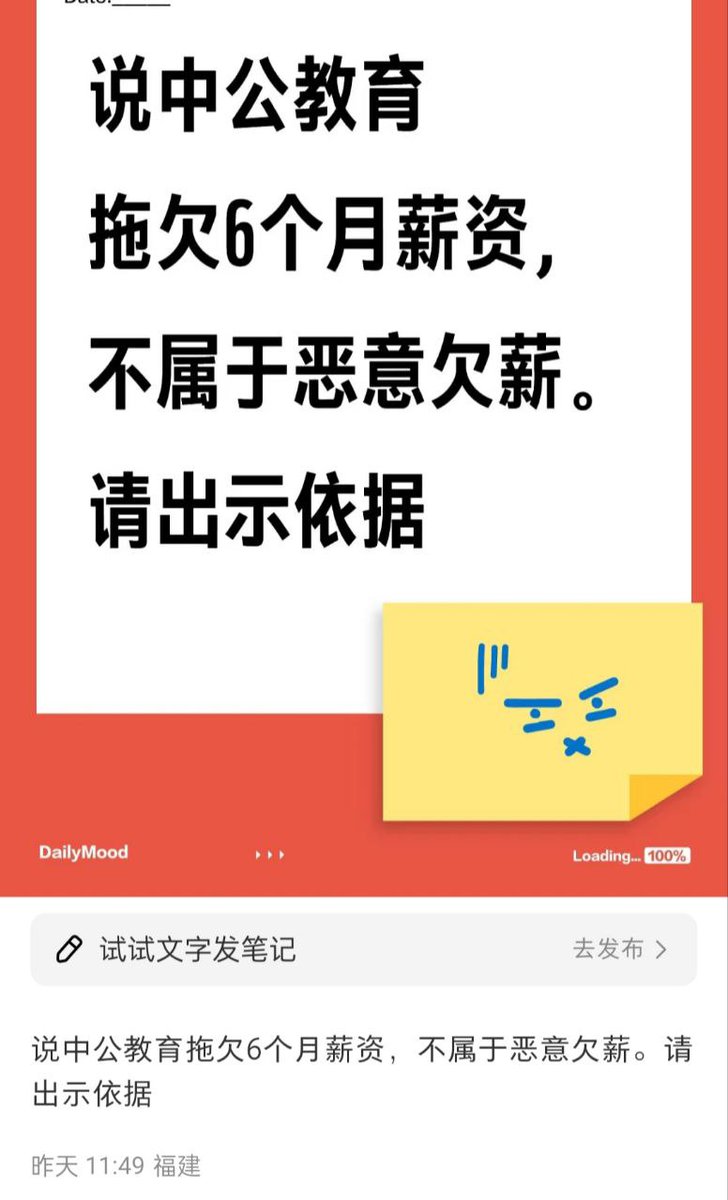 Date:______
说中公教育
拖欠6个月薪资，
不属于恶意欠薪。
请出示依据
DailyMood
Loading... 100%
试试文字发笔记
去发布
说中公教育拖欠6个月薪资，不属于恶意欠薪。请
出示依据
昨天 11:49 福建